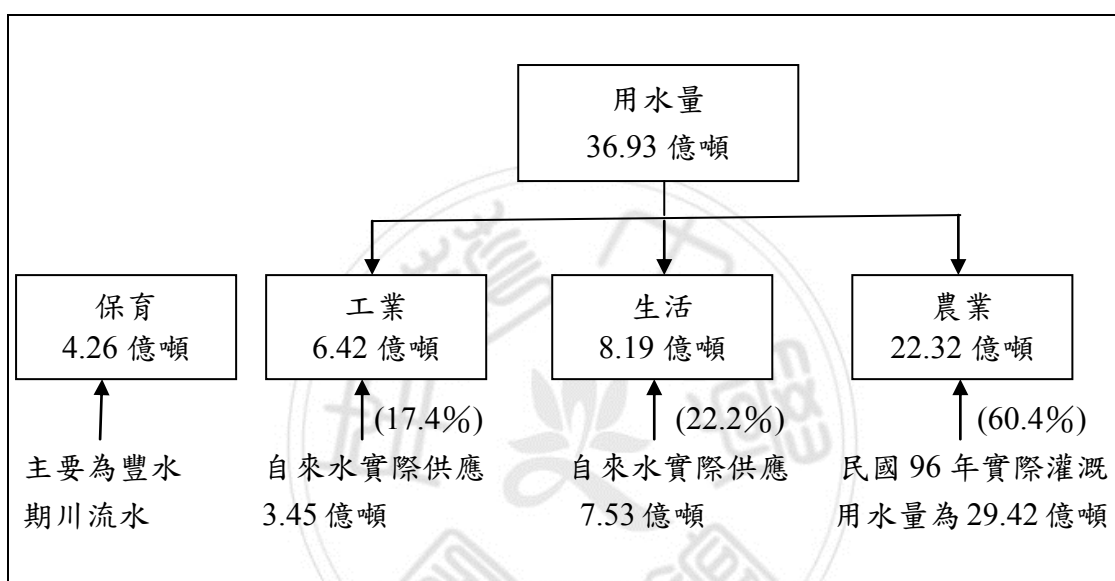 用水量
36.93 億噸
保育
4.26 億噸
工業
6.42 億噸
生活
8.19 億噸
農業
22.32 億噸
(17.4%)
(22.2%)
(60.4%)
主要為豐水
期川流水
自來水實際供應
3.45 億噸
自來水實際供應
7.53 億噸
民國 96 年實際灌溉
用水量為 29.42 億噸